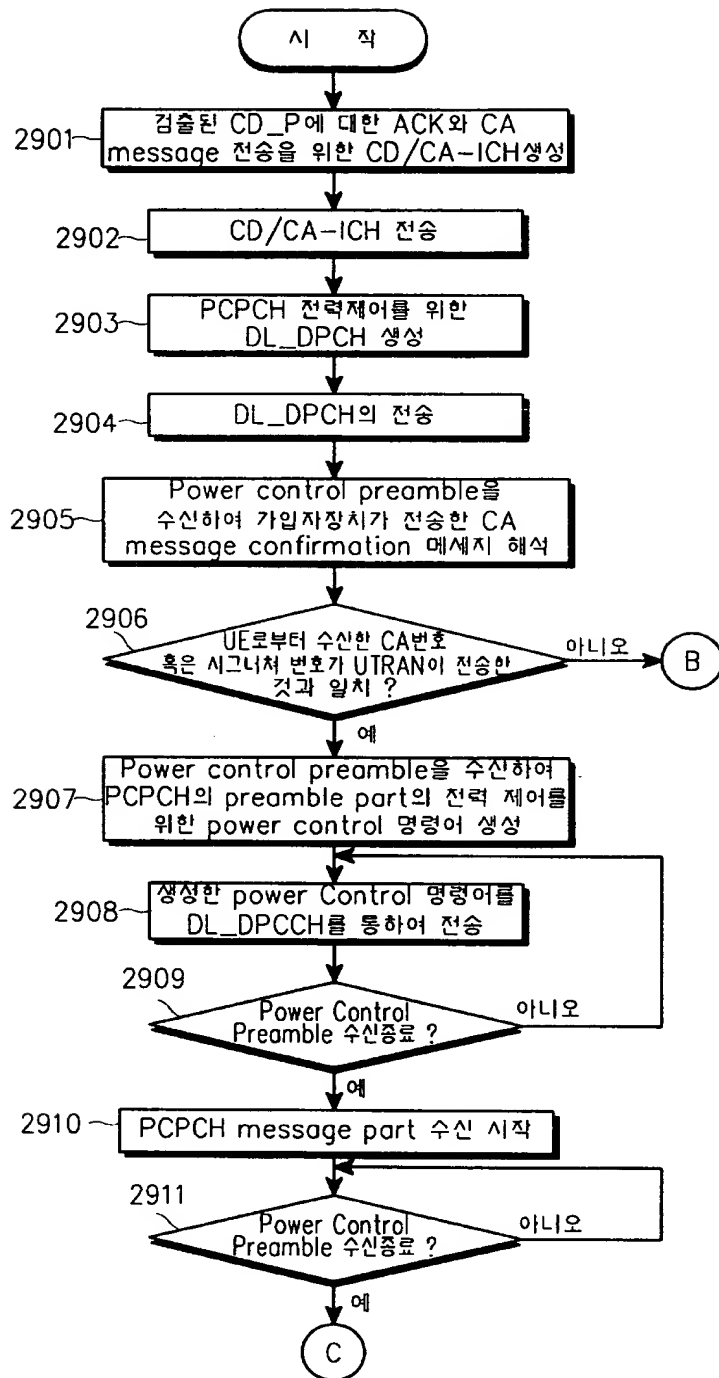 시 작
2901
검출된 CD_P에 대한 ACK와 CA
message 전송을 위한 CD/CA-ICH생성
2902
CD/CA-ICH 전송
2903
PCPCH 전력제어를 위한
DL_DPCH 생성
2904
DL_DPCH의 전송
2905
Power control preamble을
수신하여 가입자장치가 전송한 CA
message confirmation 메세지 해석
2906
UE로부터 수산한 CA번호
혹은 시그너쳐 번호가 UTRAN이 전송한
것과 일치 ?
아니오
B
예
2907
Power control preamble을 수신하여
PCPCH의 preamble part의 전력 제어를
위한 power control 명령어 생성
2908
생성한 power Control 명령어를
DL_DPCCH를 통하여 전송
2909
Power Control
Preamble 수신종료 ?
아니오
예
2910
PCPCH message part 수신 시작
2911
Power Control
Preamble 수신종료 ?
아니오
예
C